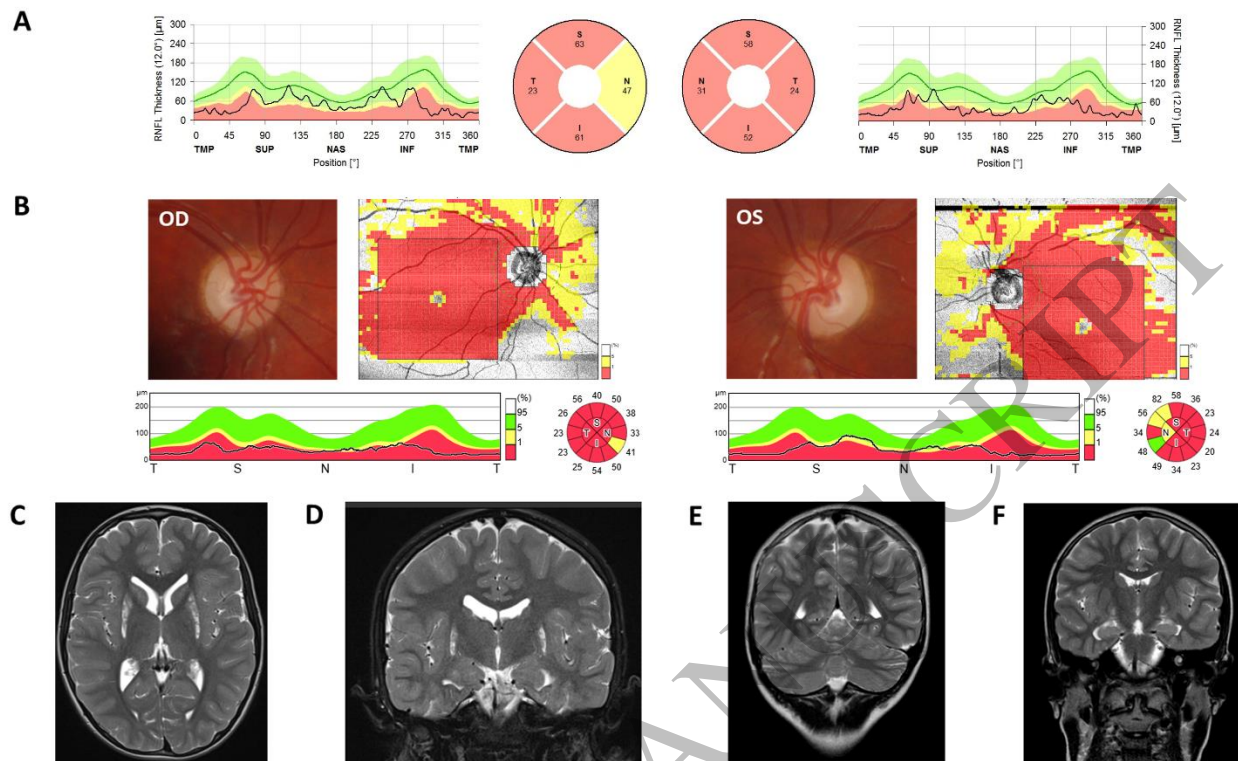 A
RNFL Thickness (12.0°) [µm]
300
240
180
120
60
0
0 45 90 135 180 225 270 315 360
TMP SUP NAS INF TMP
Position [°]
S
63
T
23
N
47
I
61
S
58
N
31
T
24
I
52
300
240
180
120
60
0
RNFL Thickness (12.0°) [µm]
0 45 90 135 180 225 270 315 360
TMP SUP NAS INF TMP
Position [°]
B
OD
(%)
5
1
OS
(%)
5
1
µm
200
100
0
T S N I T
(%)
95
5
1
56 40 50
26 38
23 33
23 41
25 54 50
S
T N
I
µm
200
100
0
T S N I T
(%)
95
5
1
82 58 36
56 23
34 24
48 20
49 34 23
S
N T
I
C
D
E
F
ANUSCRIPT